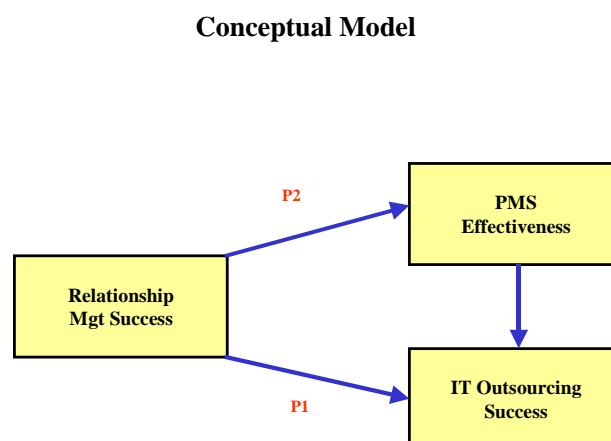 Conceptual Model
P2
PMS
Effectiveness
Relationship
Mgt Success
IT Outsourcing
Success
P1